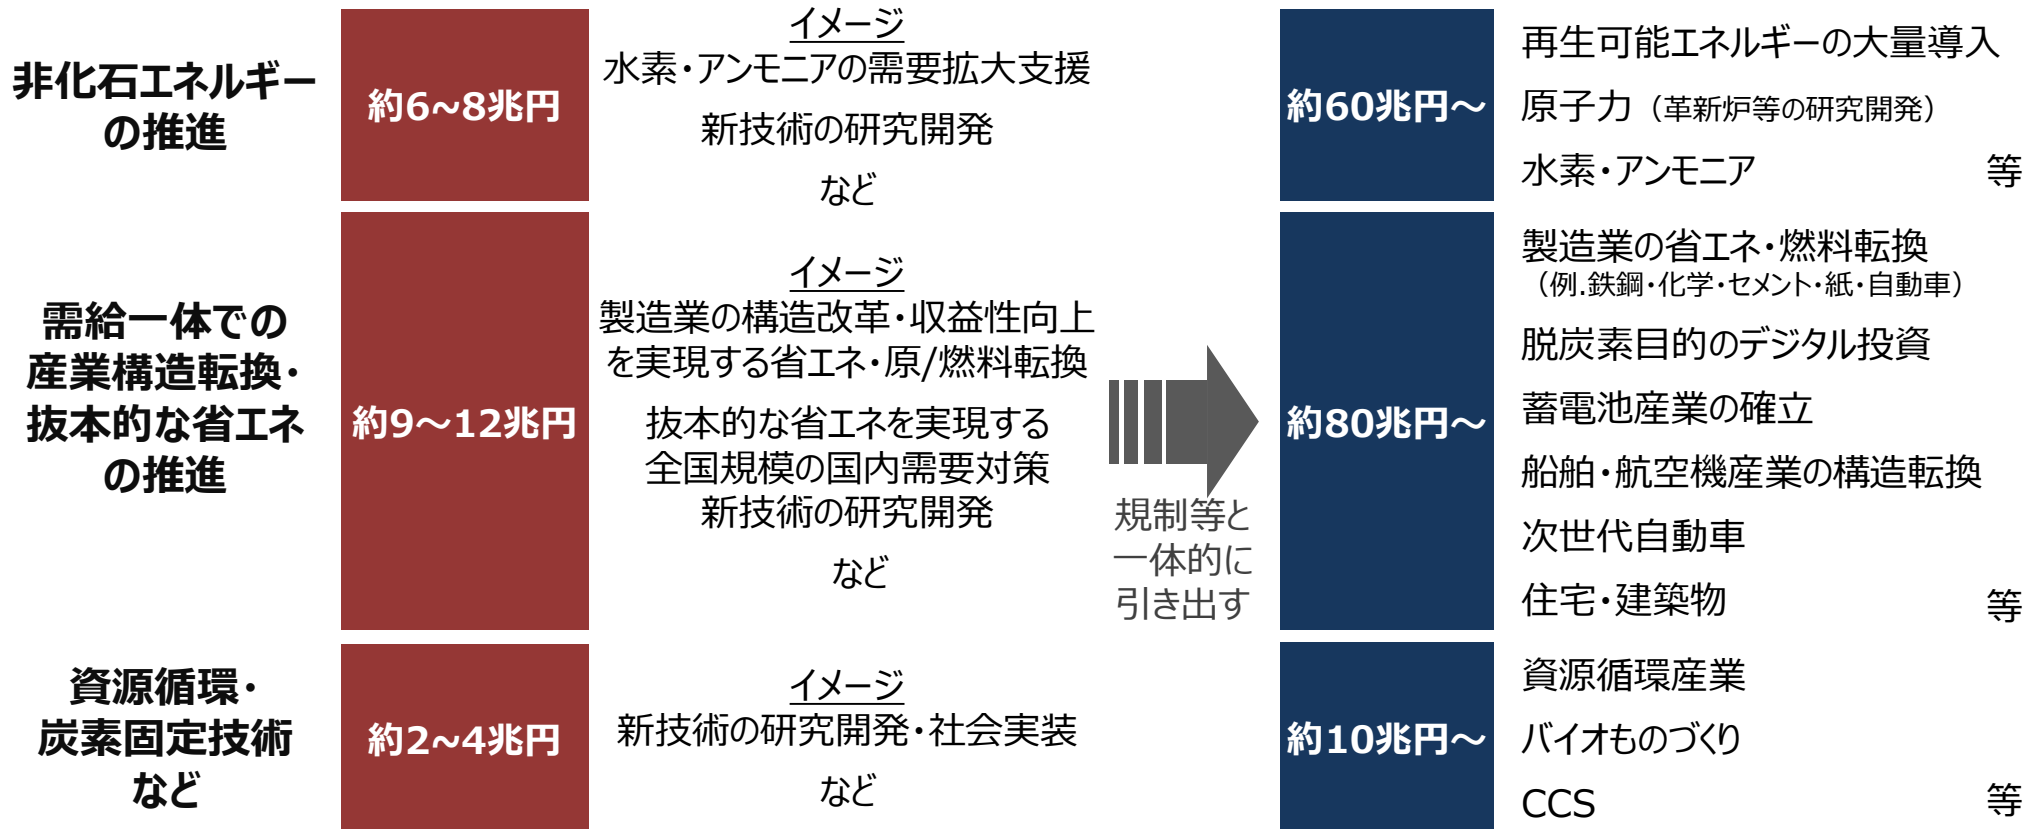 非化石エネルギー
の推進
約6~8兆円
イメージ
水素・アンモニアの需要拡大支援
新技術の研究開発
など
約60兆円～
再生可能エネルギーの大量導入
原子力（革新炉等の研究開発）
水素・アンモニア 等
需給一体での
産業構造転換・
抜本的な省エネ
の推進
約9～12兆円
イメージ
製造業の構造改革・収益性向上
を実現する省エネ・原/燃料転換
抜本的な省エネを実現する
全国規模の国内需要対策
新技術の研究開発
など
規制等と
一体的に
引き出す
約80兆円～
製造業の省エネ・燃料転換
（例.鉄鋼・化学・セメント・紙・自動車）
脱炭素目的のデジタル投資
蓄電池産業の確立
船舶・航空機産業の構造転換
次世代自動車
住宅・建築物 等
資源循環・
炭素固定技術
など
約2~4兆円
イメージ
新技術の研究開発・社会実装
など
約10兆円～
資源循環産業
バイオものづくり
CCS 等